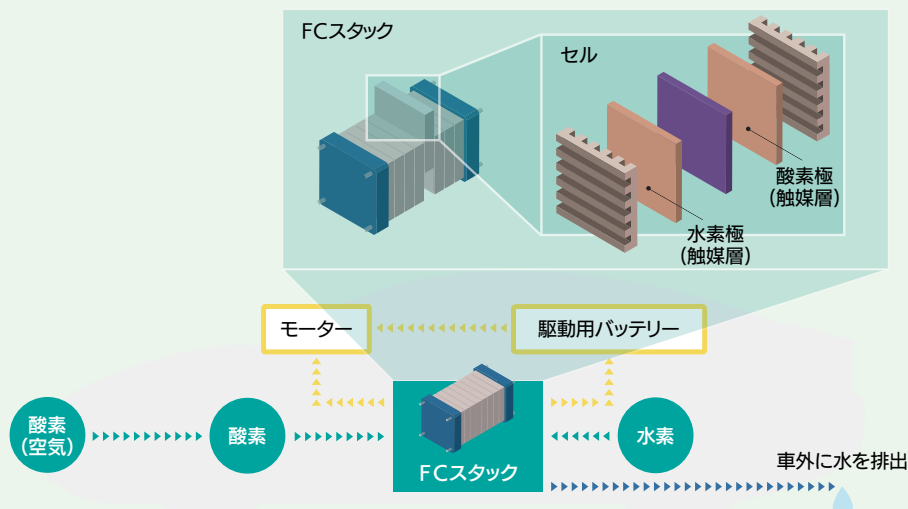 FCスタック
セル
酸素極
(触媒層)
水素極
(触媒層)
モーター
駆動用バッテリー
酸素
(空気)
酸素
水素
FCスタック
車外に水を排出